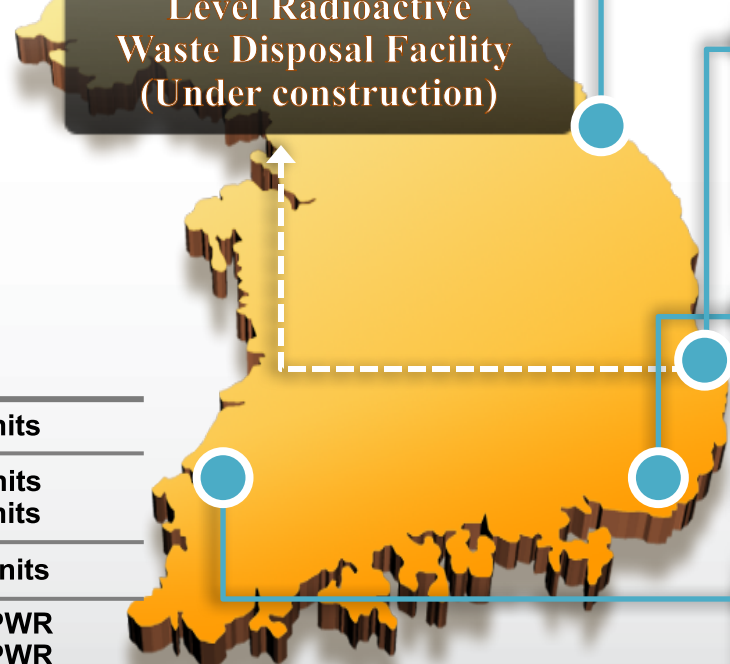 Level Radioactive
Waste Disposal Facility
(Under construction)
nits
nits
nits
nits
PWR
PWR